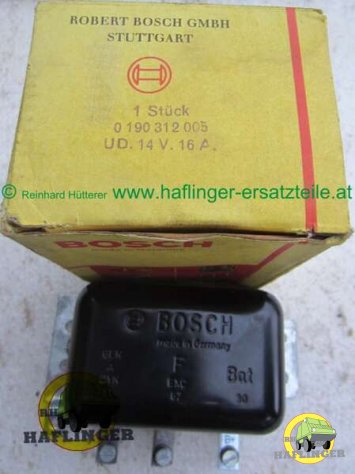 ROBERT BOSCH GMBH
STUTTGART
1 Stück
0 190 312 005
UD. 14 V. 16 A.
© Reinhard Hütterer www.haflinger-ersatzteile.at
BOSCH
BOSCH
made in Germany
F
Bat
30
HAFLINGER
HAFLINGER